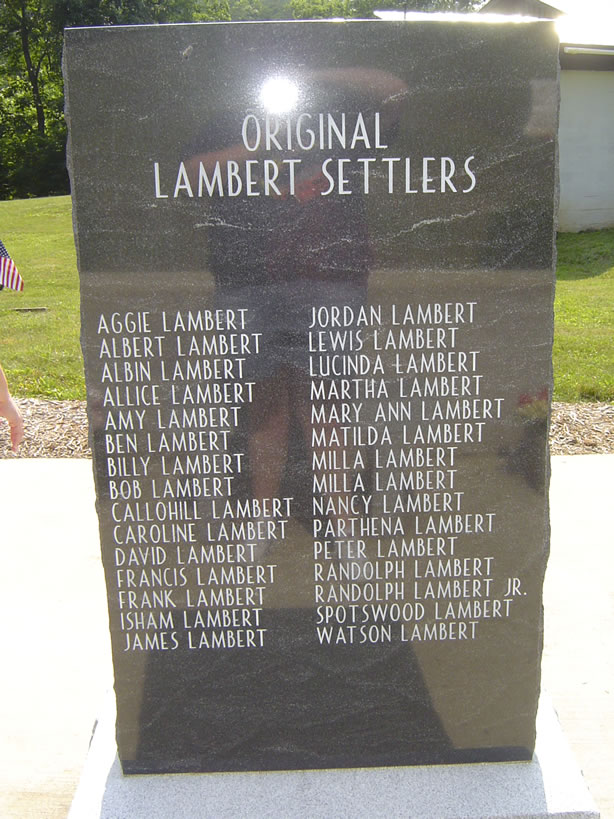 ORIGINAL
LAMBERT SETTLERS
AGGIE LAMBERT
ALBERT LAMBERT
ALBIN LAMBERT
ALLICE LAMBERT
AMY LAMBERT
BEN LAMBERT
BILLY LAMBERT
BOB LAMBERT
CALLOHILL LAMBERT
CAROLINE LAMBERT
DAVID LAMBERT
FRANCIS LAMBERT
FRANK LAMBERT
ISHAM LAMBERT
JAMES LAMBERT
JORDAN LAMBERT
LEWIS LAMBERT
LUCINDA LAMBERT
MARTHA LAMBERT
MARY ANN LAMBERT
MATILDA LAMBERT
MILLA LAMBERT
MILLA LAMBERT
NANCY LAMBERT
PARTHENA LAMBERT
PETER LAMBERT
RANDOLPH LAMBERT
RANDOLPH LAMBERT JR.
SPOTSWOOD LAMBERT
WATSON LAMBERT